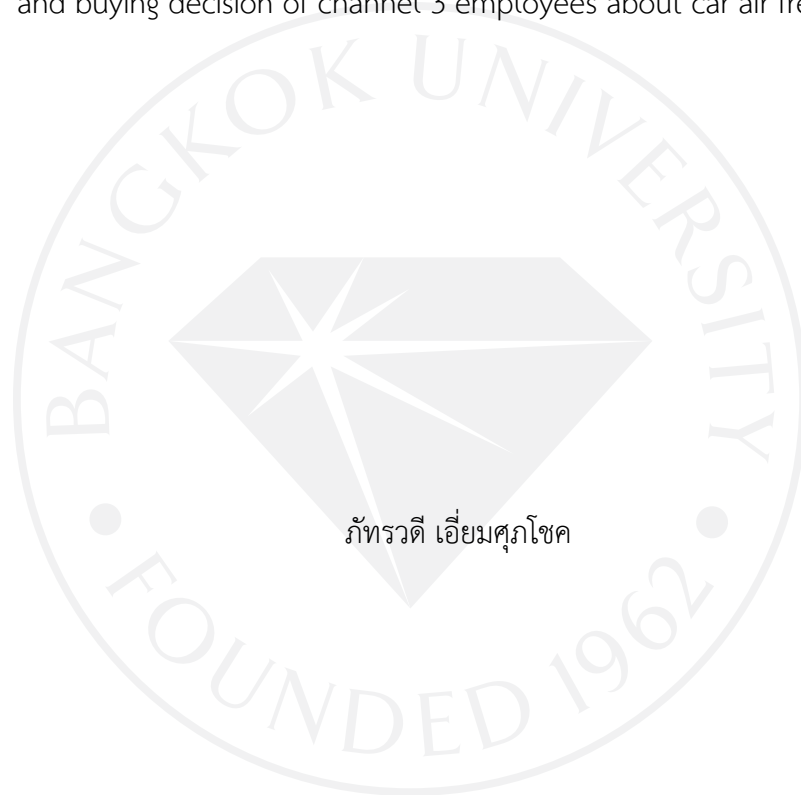 and buying decision of channel 3 employees about car air fre
BANGKOK UNIVERSITY
ภัทรวดี เอี่ยมศุภโชค
• FOUNDED 1962 •